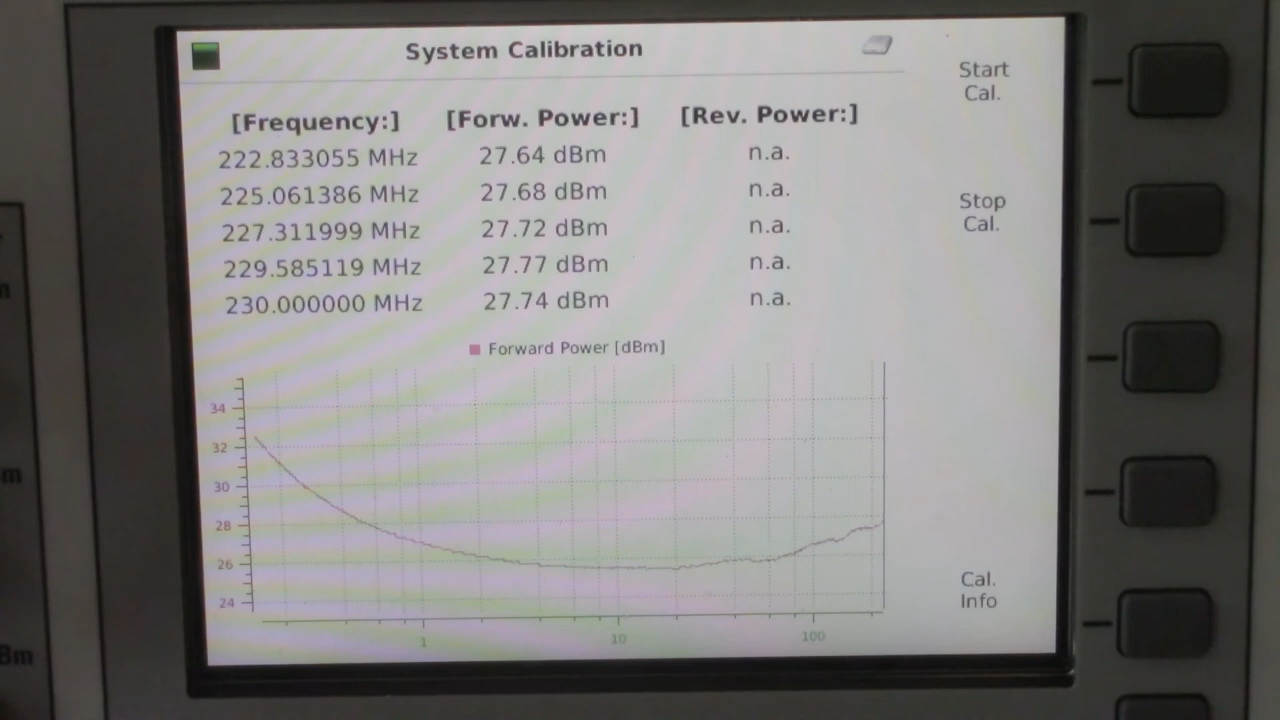 System Calibration
Start
Cal.
[Frequency:] [Forw. Power:] [Rev. Power:]
222.833055 MHz 27.64 dBm n.a.
225.061386 MHz 27.68 dBm n.a.
227.311999 MHz 27.72 dBm n.a.
229.585119 MHz 27.77 dBm n.a.
230.000000 MHz 27.74 dBm n.a.
Stop
Cal.
Forward Power [dBm]
34
32
30
28
26
24
1 10 100
Cal.
Info
Bm